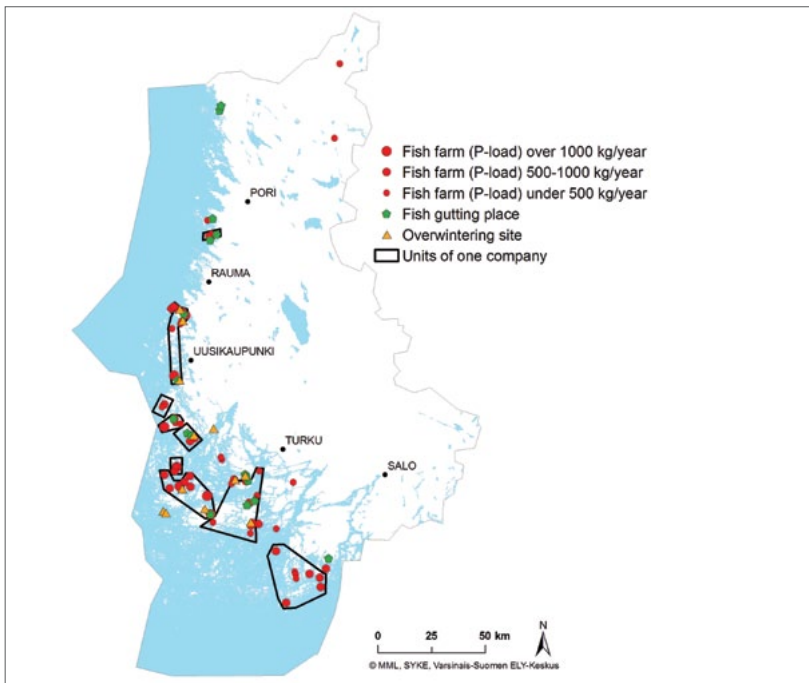 Fish farm (P-load) over 1000 kg/year
Fish farm (P-load) 500-1000 kg/year
Fish farm (P-load) under 500 kg/year
Fish gutting place
Overwintering site
Units of one company
PORI
RAUMA
UUSIKAUPUNKI
TURKU
SALO
N
0 25 50 km
© MML, SYKE, Varsinais-Suomen ELY-Keskus